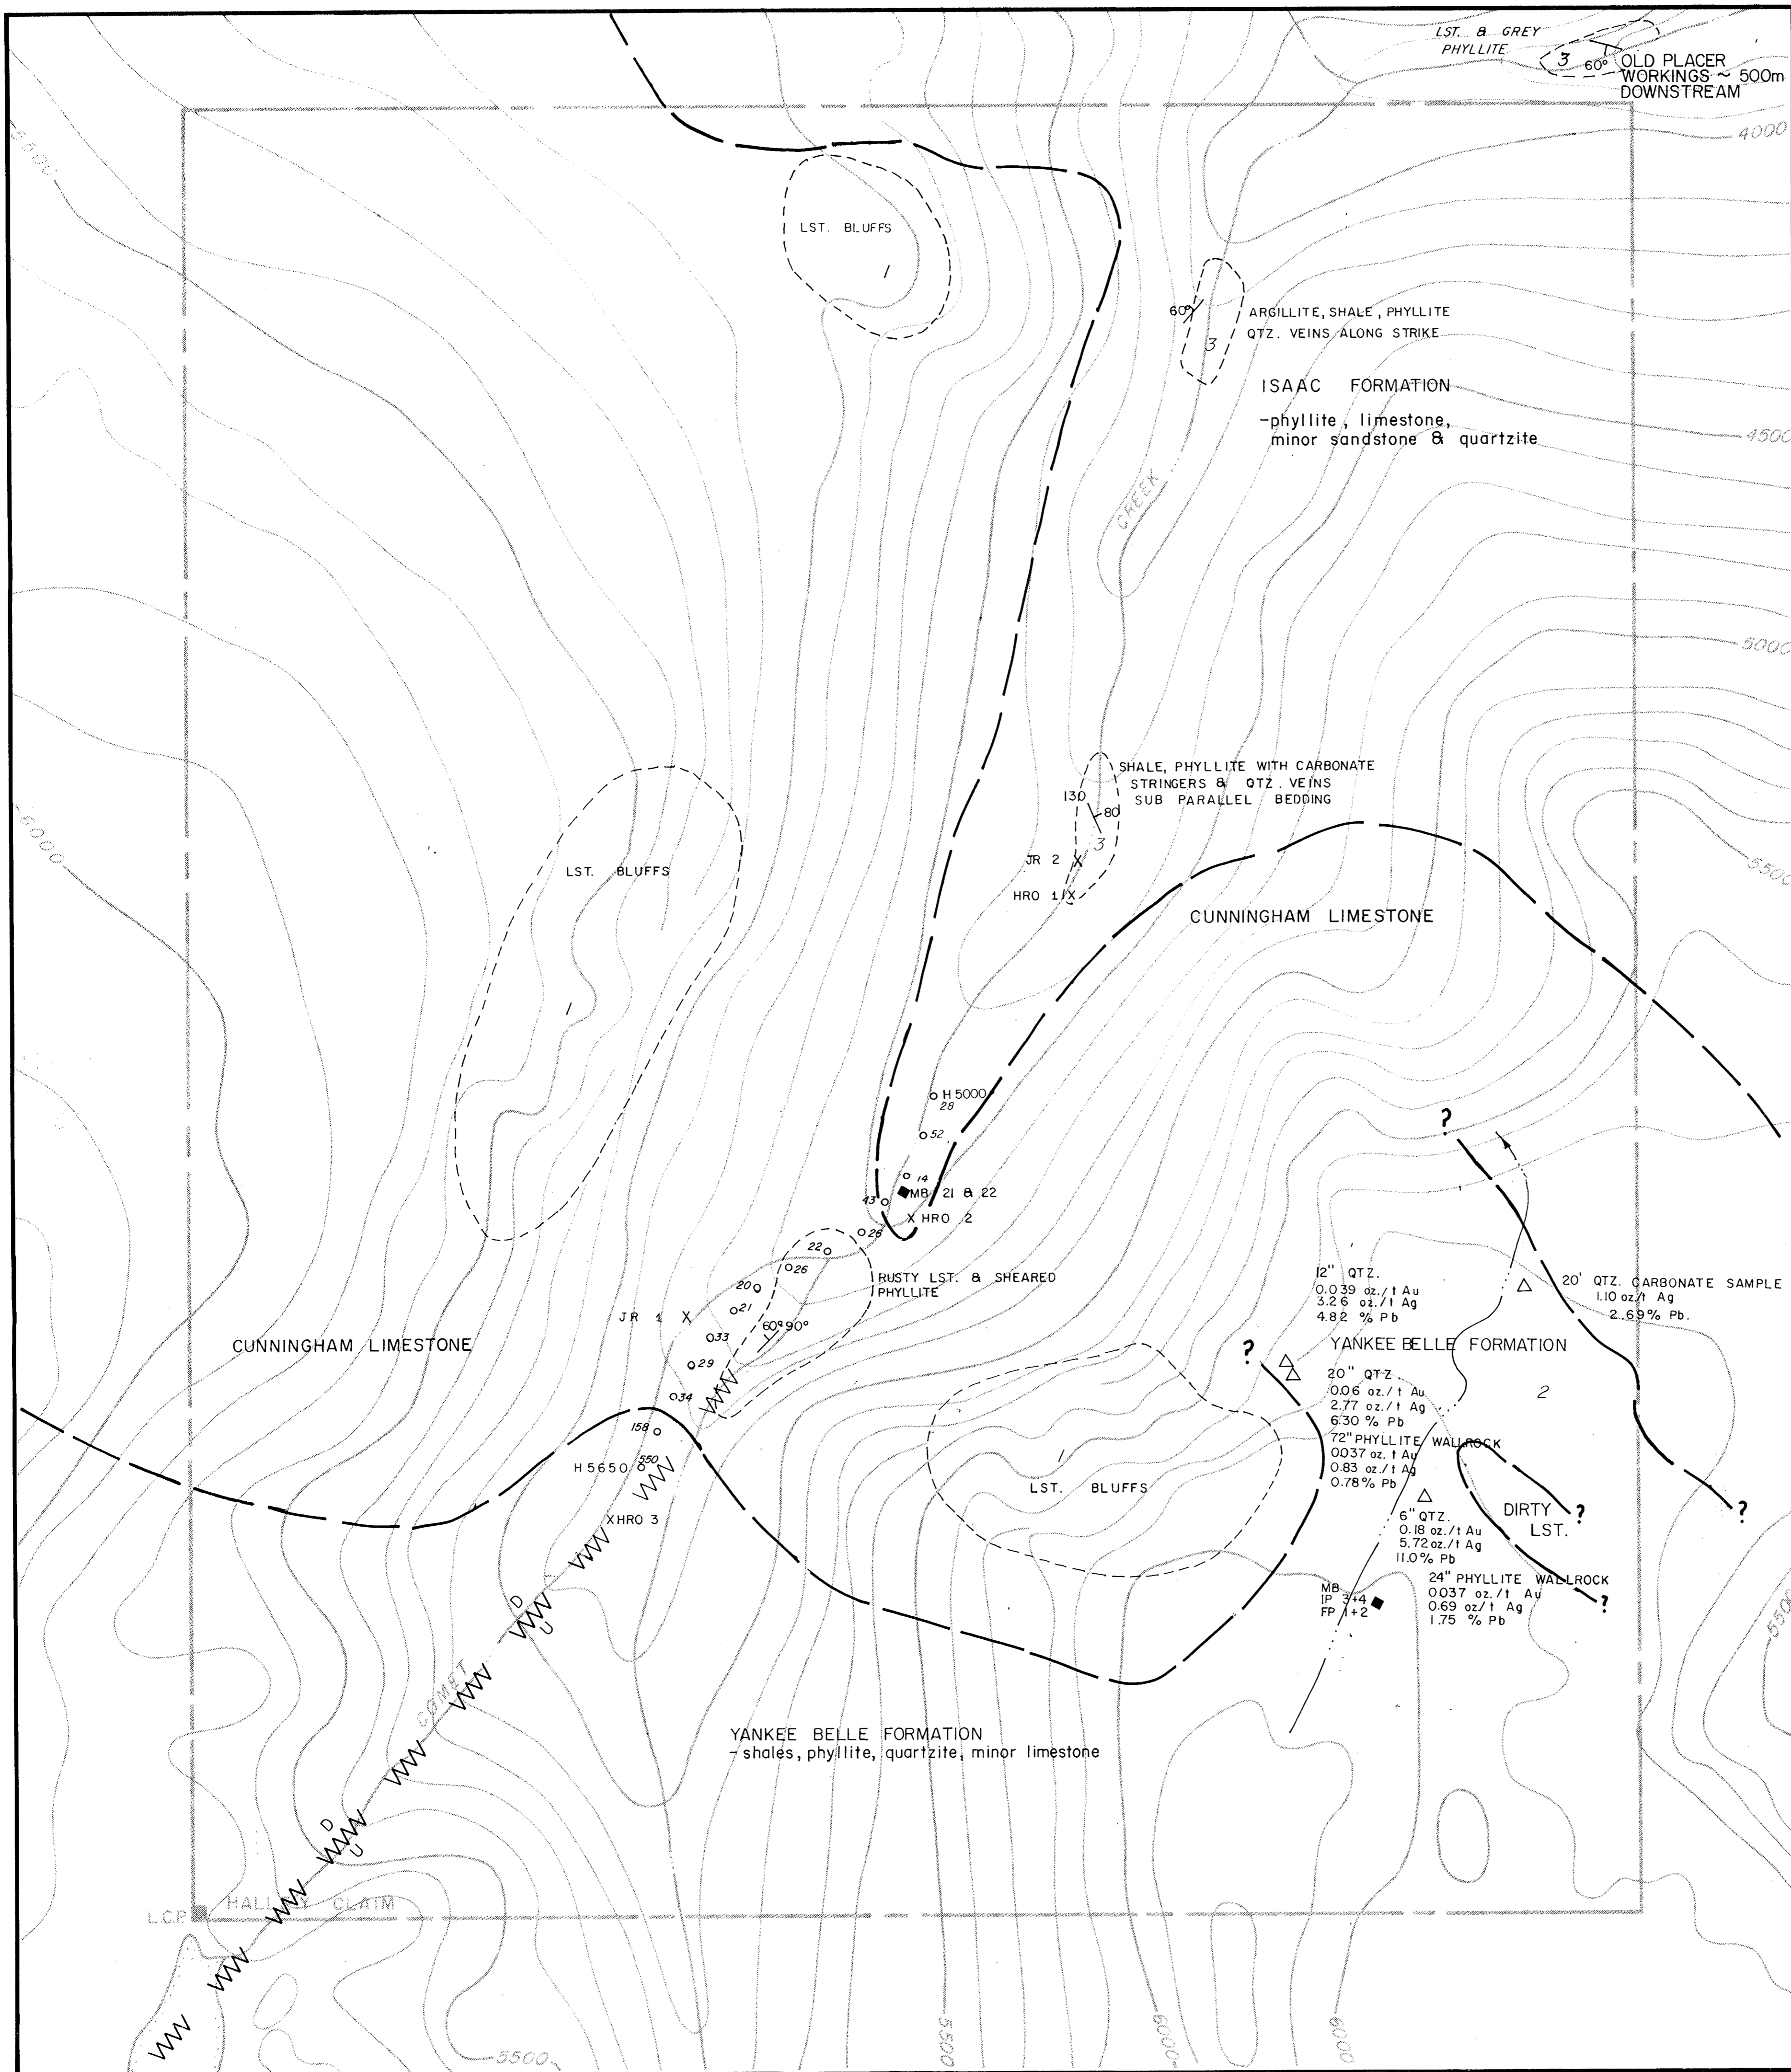 LST. & GREY
PHYLLITE
3 60°
OLD PLACER
WORKINGS ~ 500m
DOWNSTREAM
5500
4000
LST. BLUFFS
60°
3
ARGILLITE, SHALE, PHYLLITE
QTZ. VEINS ALONG STRIKE
ISAAC FORMATION
-phyllite, limestone,
minor sandstone & quartzite
4500
CREEK
5000
SHALE, PHYLLITE WITH CARBONATE
STRINGERS & QTZ. VEINS
SUB PARALLEL BEDDING
130
80
3
6000
5500
LST. BLUFFS
JR 2 X
HRO 1 X
CUNNINGHAM LIMESTONE
H 5000
28
52
?
14
43
MB 21 & 22
X HRO 2
26
22
26
RUSTY LST. & SHEARED
PHYLLITE
20
21
JR 1 X
60° 90°
33
29
34
CUNNINGHAM LIMESTONE
12" QTZ.
0.039 oz./t Au
3.26 oz./t Ag
4.82 % Pb
20' QTZ. CARBONATE SAMPLE
1.10 oz./t Ag
2.69% Pb.
?
YANKEE BELLE FORMATION
2
20" QTZ.
0.06 oz./t Au
2.77 oz./t Ag
6.30 % Pb
72" PHYLLITE WALLROCK
0.037 oz./t Au
0.83 oz./t Ag
0.78% Pb
158
550
H 5650
X HRO 3
LST. BLUFFS
DIRTY
LST.
?
?
6" QTZ.
0.18 oz./t Au
5.72 oz./t Ag
11.0% Pb
24" PHYLLITE WALLROCK
0.037 oz./t Au
0.69 oz/t Ag
1.75 % Pb
?
MB
IP 3+4
FP 1+2
D
U
COMET
YANKEE BELLE FORMATION
- shales, phyllite, quartzite, minor limestone
5500
D
U
L.C.P.
HALLEY CLAIM
5500
5500
6000
6000